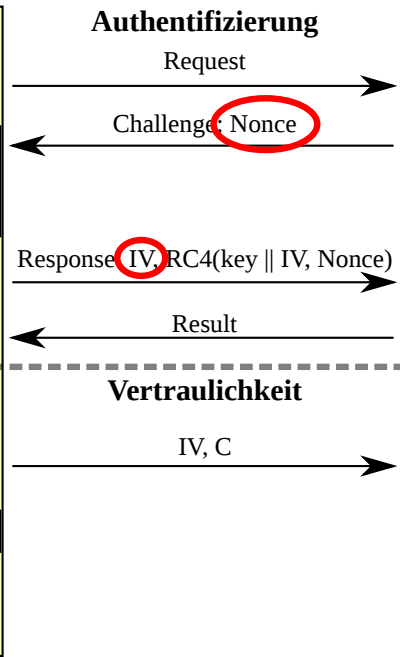 Authentifizierung
Request
Challenge: Nonce
Response: IV, RC4(key || IV, Nonce)
Result
Vertraulichkeit
IV, C